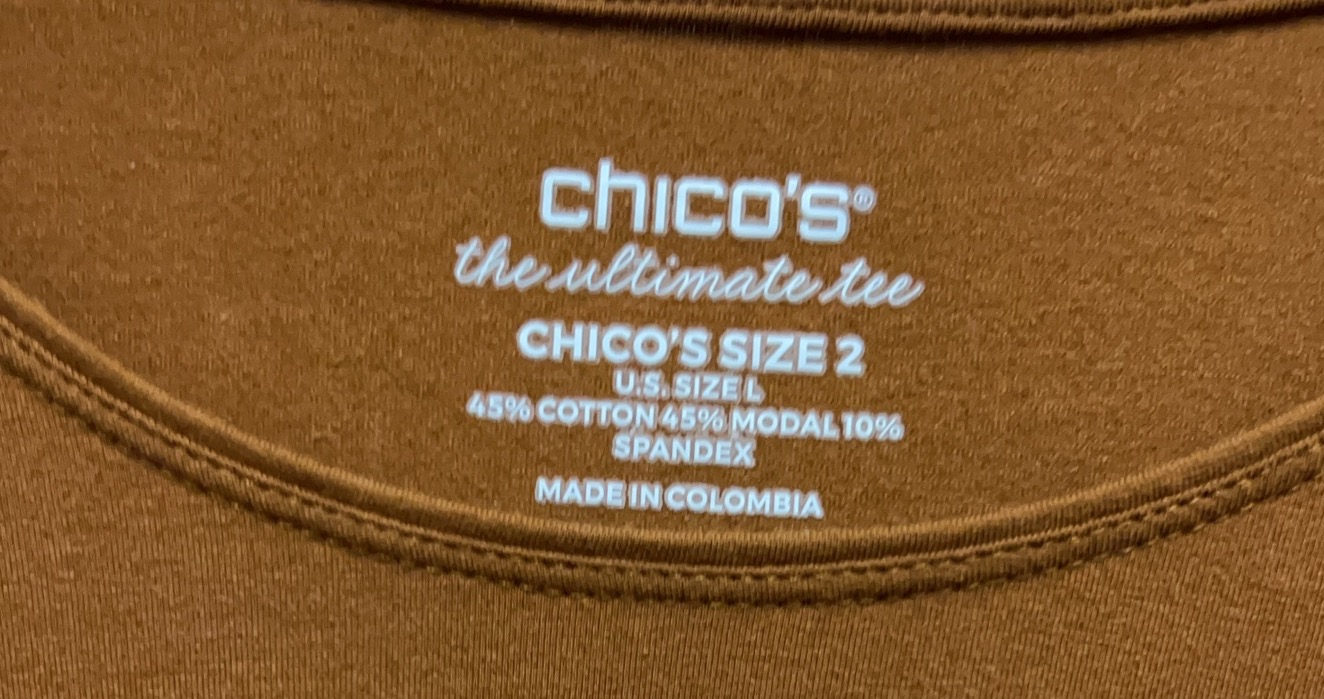 chico's®
the ultimate tee
CHICO'S SIZE 2
U.S. SIZE L
45% COTTON 45% MODAL 10%
SPANDEX
MADE IN COLOMBIA